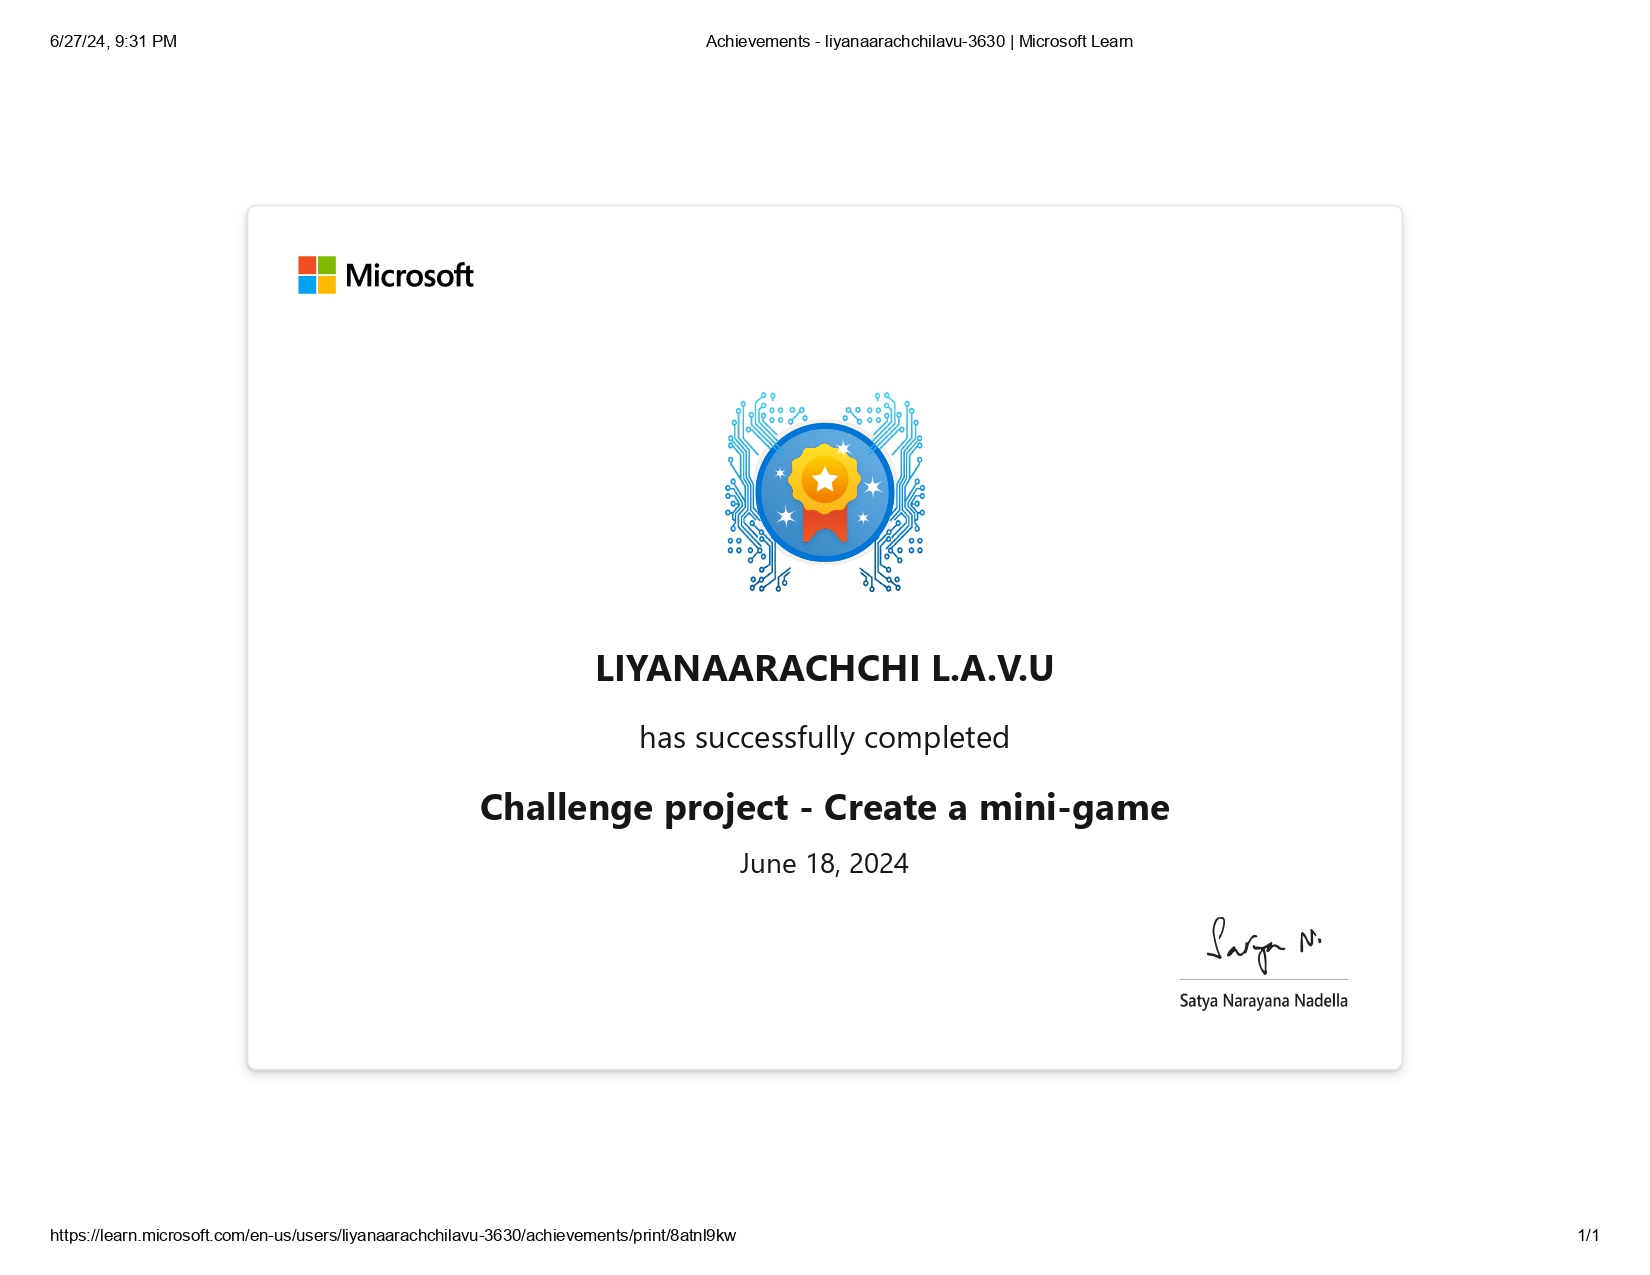 6/27/24, 9:31 PM
Achievements - liyanaarachchilavu-3630 | Microsoft Learn
Microsoft
LIYANAARACHCHI L.A.V.U
has successfully completed
Challenge project - Create a mini-game
June 18, 2024
Satya N.
Satya Narayana Nadella
https://learn.microsoft.com/en-us/users/liyanaarachchilavu-3630/achievements/print/8atnl9kw
1/1